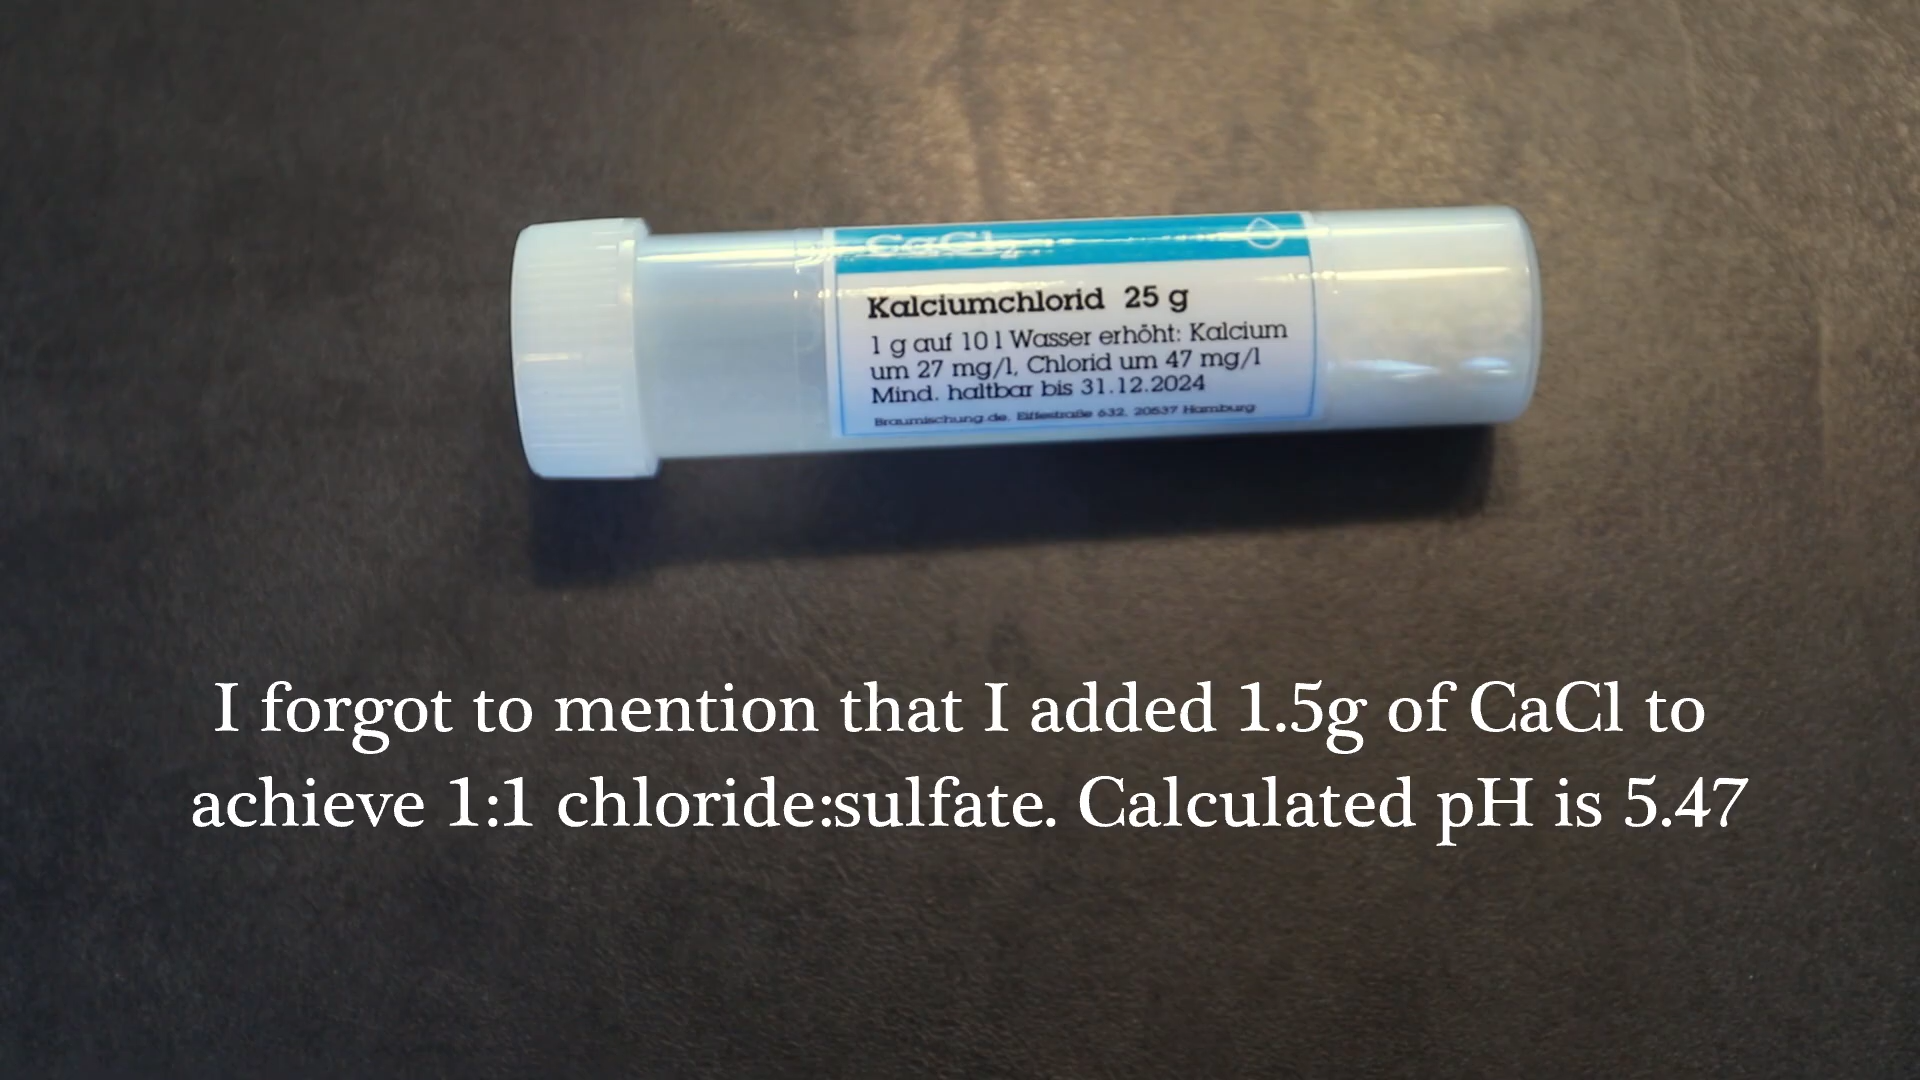 CaCl₂
Kalciumchlorid 25 g
1 g auf 10 l Wasser erhöht: Kalcium
um 27 mg/l, Chlorid um 47 mg/l
Mind. haltbar bis 31.12.2024
Braumischung.de, Eiffestraße 632, 20537 Hamburg
I forgot to mention that I added 1.5g of CaCl to
achieve 1:1 chloride:sulfate. Calculated pH is 5.47